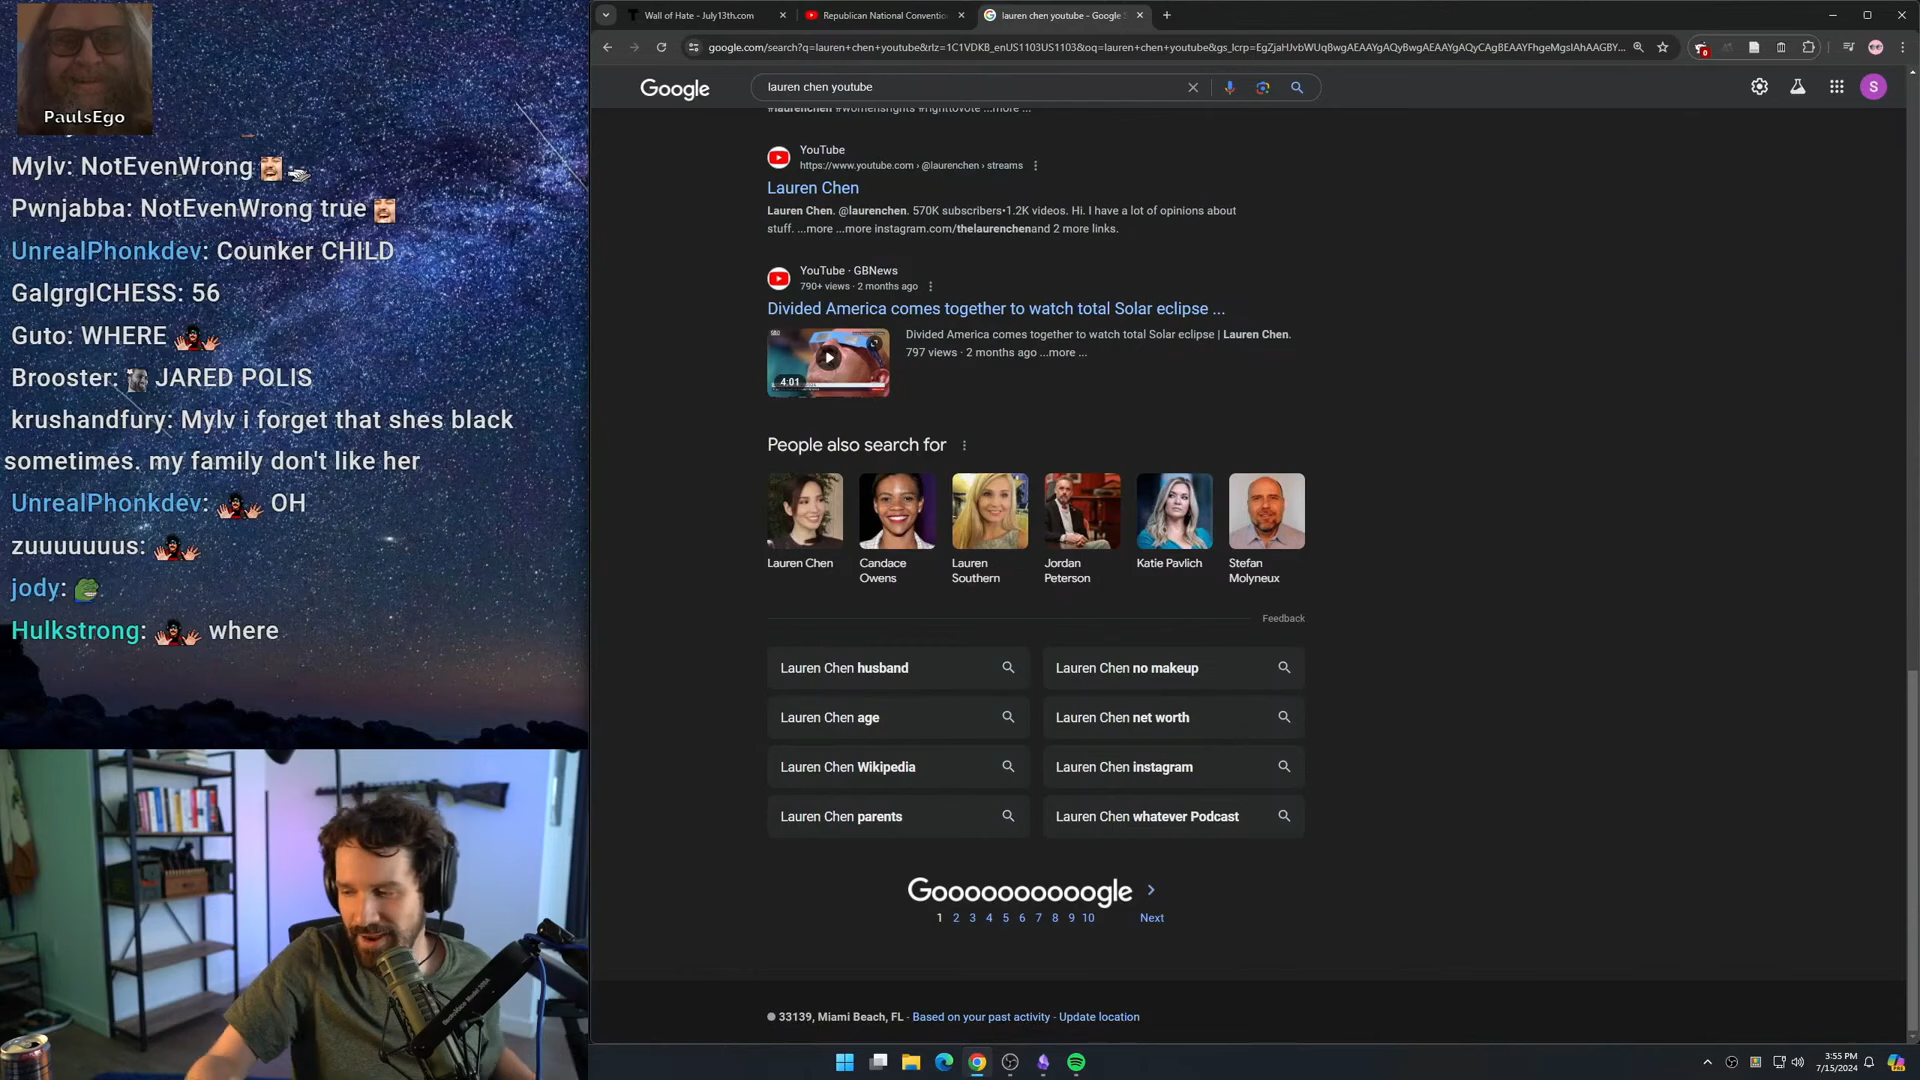 PaulsEgo
Mylv: NotEvenWrong
Pwnjabba: NotEvenWrong true
UnrealPhonkdev: Counker CHILD
GalgrglCHESS: 56
Guto: WHERE
Brooster: JARED POLIS
krushandfury: Mylv i forget that shes black
sometimes. my family don't like her
UnrealPhonkdev: OH
zuuuuuuus:
jody:
Hulkstrong: where
Wall of Hate - July13th.com
Republican National Conventio
lauren chen youtube - Google S
google.com/search?q=lauren+chen+youtube&rlz=1C1VDKB_enUS1103US1103&oq=lauren+chen+youtube&gs_lcrp=EgZjaHJvbWUqBwgAEAAYgAQyBwgAEAAYgAQyCAgBEAAYFhgeMgsIAhAAGBY...
0
Google
lauren chen youtube
S
#laurenchen #womensrights #righttovote ...more ...
YouTube
https://www.youtube.com › @laurenchen › streams
Lauren Chen
Lauren Chen. @laurenchen. 570K subscribers•1.2K videos. Hi. I have a lot of opinions about
stuff. ...more ...more instagram.com/thelaurenchenand 2 more links.
YouTube · GBNews
790+ views · 2 months ago
Divided America comes together to watch total Solar eclipse ...
4:01
Divided America comes together to watch total Solar eclipse | Lauren Chen.
797 views · 2 months ago ...more ...
People also search for
Lauren Chen
Candace
Owens
Lauren
Southern
Jordan
Peterson
Katie Pavlich
Stefan
Molyneux
Feedback
Lauren Chen husband
Lauren Chen no makeup
Lauren Chen age
Lauren Chen net worth
Lauren Chen Wikipedia
Lauren Chen instagram
Lauren Chen parents
Lauren Chen whatever Podcast
Goooooooooogle
1 2 3 4 5 6 7 8 9 10 Next
33139, Miami Beach, FL - Based on your past activity - Update location
3:55 PM
7/15/2024